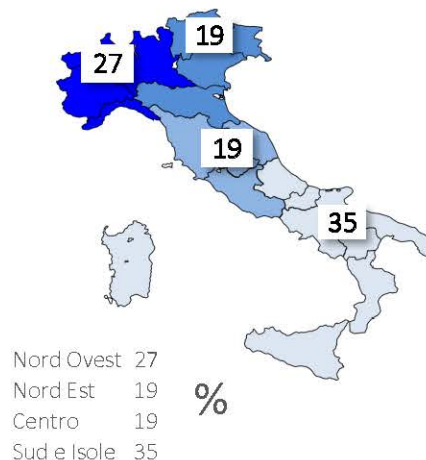 19
27
19
35
Nord Ovest 27
Nord Est 19
Centro 19
Sud e Isole 35
%